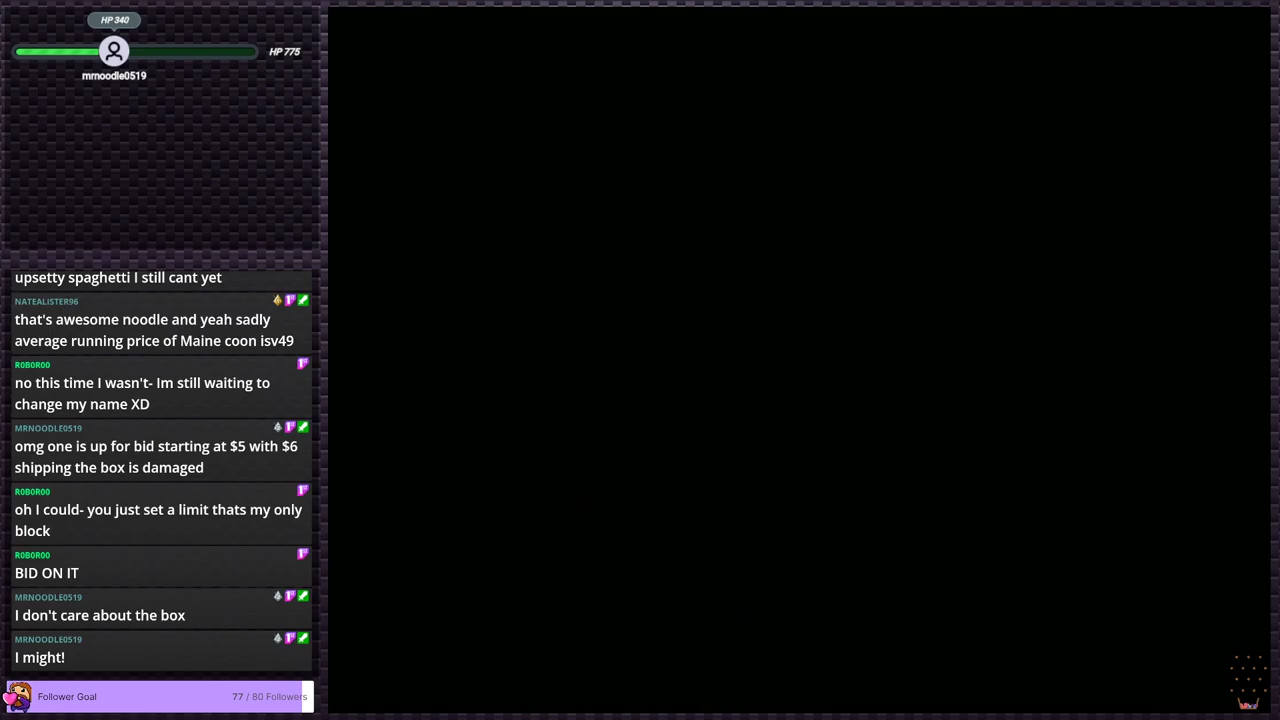 HP 340
HP 775
mrnoodle0519
upsetty spaghetti I still cant yet
NATEALISTER96
that's awesome noodle and yeah sadly
average running price of Maine coon isv49
R0B0R00
no this time I wasn't- Im still waiting to
change my name XD
MRNOODLE0519
omg one is up for bid starting at $5 with $6
shipping the box is damaged
R0B0R00
oh I could- you just set a limit thats my only
block
R0B0R00
BID ON IT
MRNOODLE0519
I don't care about the box
MRNOODLE0519
I might!
Follower Goal
77 / 80 Followers